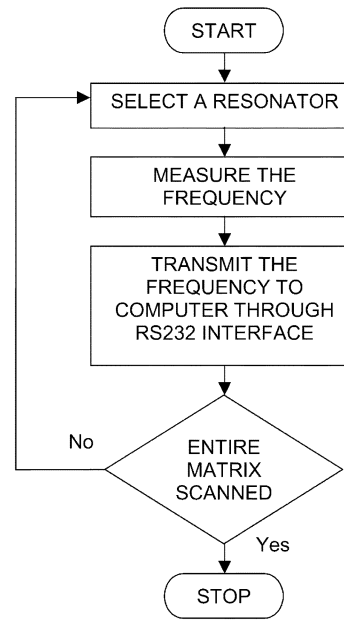 START
SELECT A RESONATOR
MEASURE THE
FREQUENCY
TRANSMIT THE
FREQUENCY TO
COMPUTER THROUGH
RS232 INTERFACE
No
ENTIRE
MATRIX
SCANNED
Yes
STOP